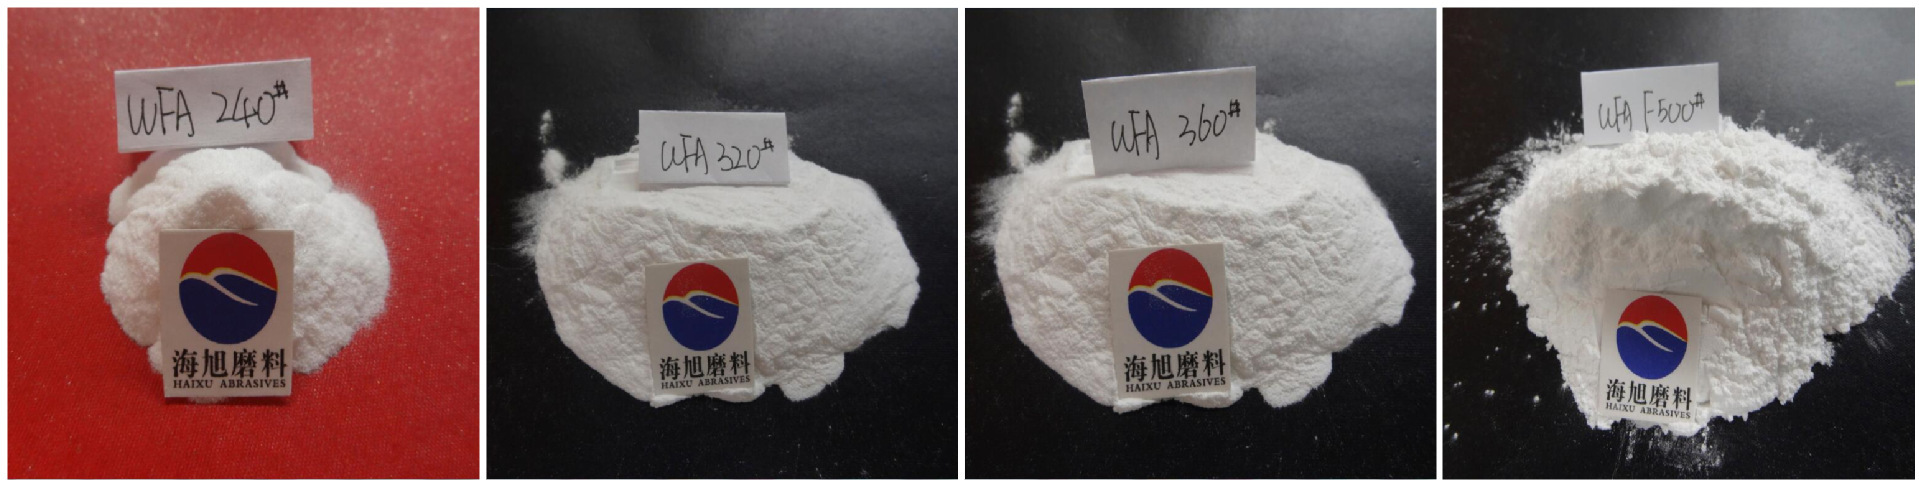 WFA 240#
海旭磨料
HAIXU ABRASIVES
WFA 320#
海旭磨料
HAIXU ABRASIVES
WFA 360#
海旭磨料
HAIXU ABRASIVES
WFA F500#
海旭磨料
HAIXU ABRASIVES